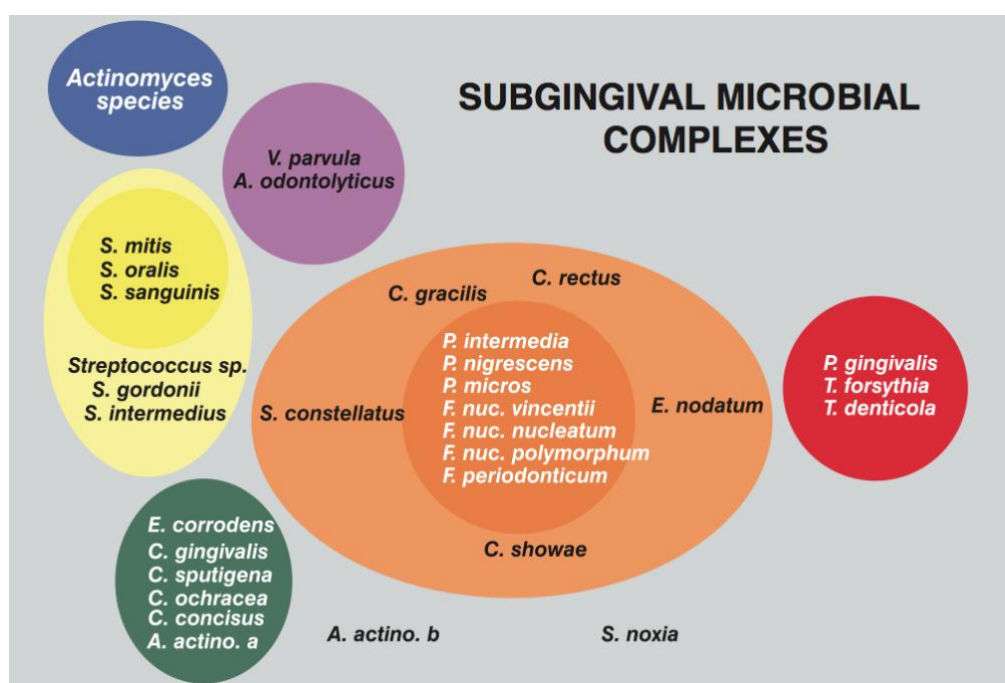 SUBGINGIVAL MICROBIAL
COMPLEXES
Actinomyces
species
V. parvula
A. odontolyticus
S. mitis
S. oralis
S. sanguinis
Streptococcus sp.
S. gordonii
S. intermedius
E. corrodens
C. gingivalis
C. sputigena
C. ochracea
C. concisus
A. actino. a
C. gracilis
C. rectus
S. constellatus
P. intermedia
P. nigrescens
P. micros
F. nuc. vincentii
F. nuc. nucleatum
F. nuc. polymorphum
F. periodonticum
E. nodatum
C. showae
P. gingivalis
T. forsythia
T. denticola
A. actino. b
S. noxia